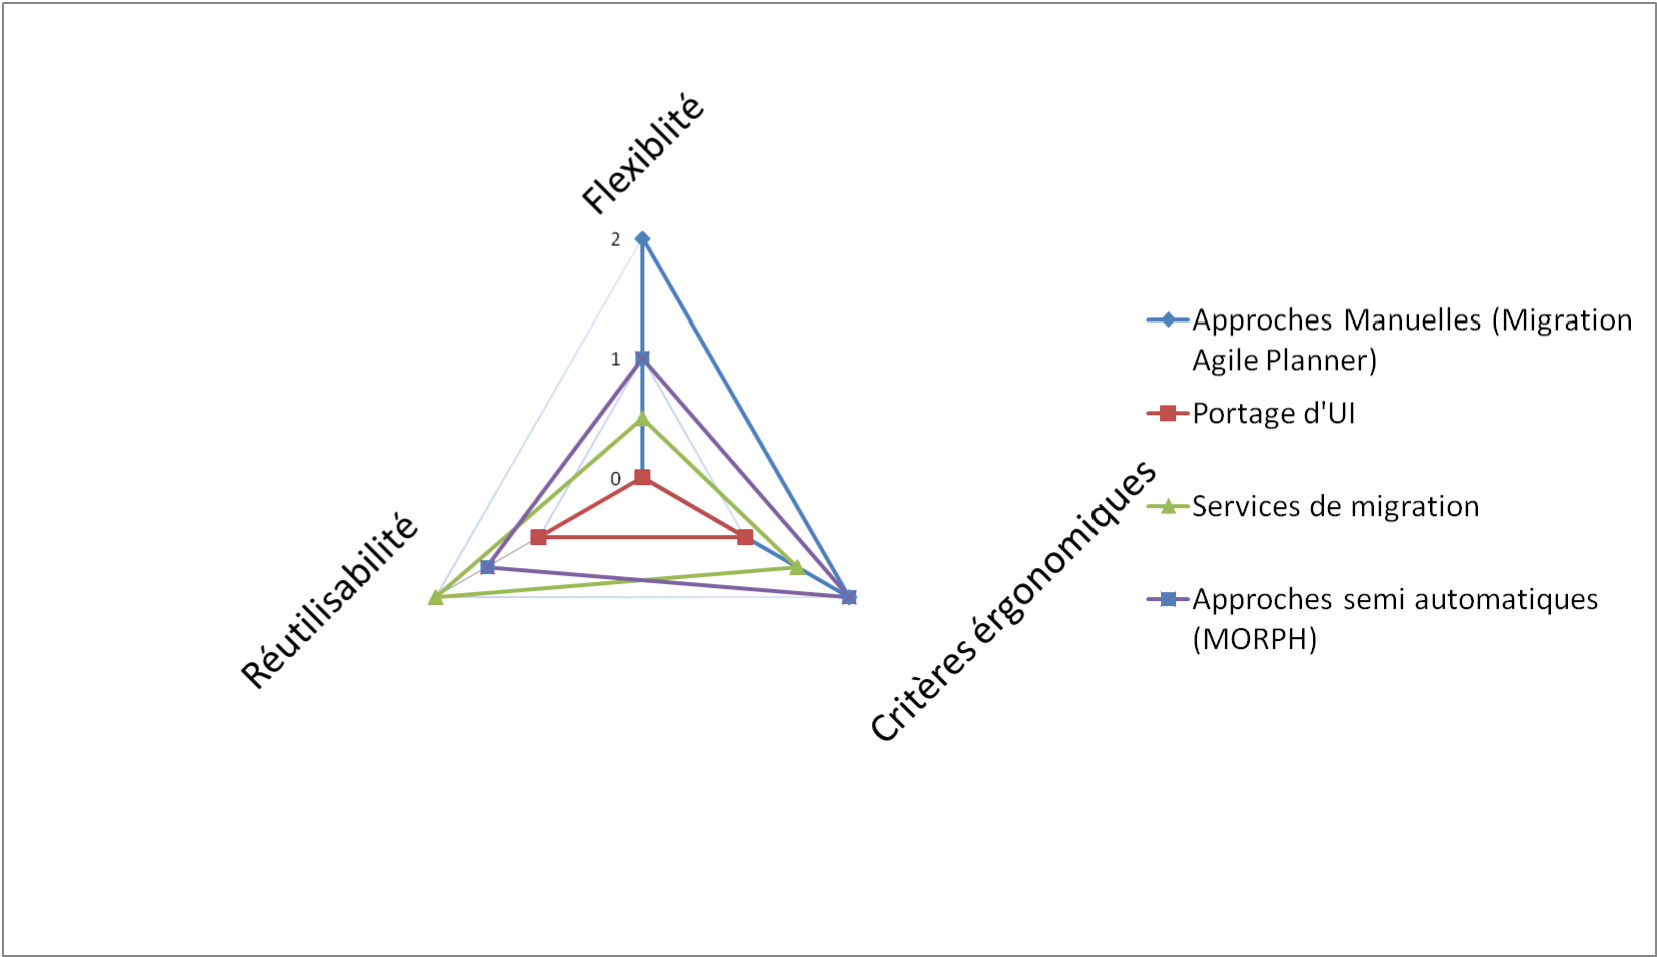 Flexiblité
2
1
0
Réutilisabilité
Critères érgonomiques
Approches Manuelles (Migration
Agile Planner)
Portage d'UI
Services de migration
Approches semi automatiques
(MORPH)